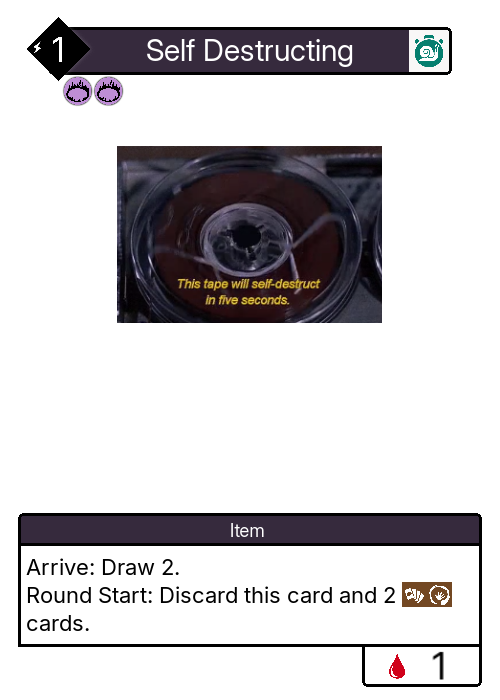 1 Self Destructing
This tape will self-destruct
in five seconds.
Item
Arrive: Draw 2.
Round Start: Discard this card and 2
cards.
1